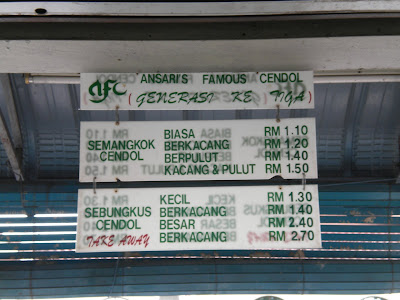 afc ANSARI'S FAMOUS CENDOL
(GENERASI KE TIGA)
BIASA RM 1.10
SEMANGKOK BERKACANG RM 1.20
CENDOL BERPULUT RM 1.40
KACANG & PULUT RM 1.50
KECIL RM 1.30
SEBUNGKUS BERKACANG RM 1.40
CENDOL BESAR RM 2.40
TAKE AWAY BERKACANG RM 2.70